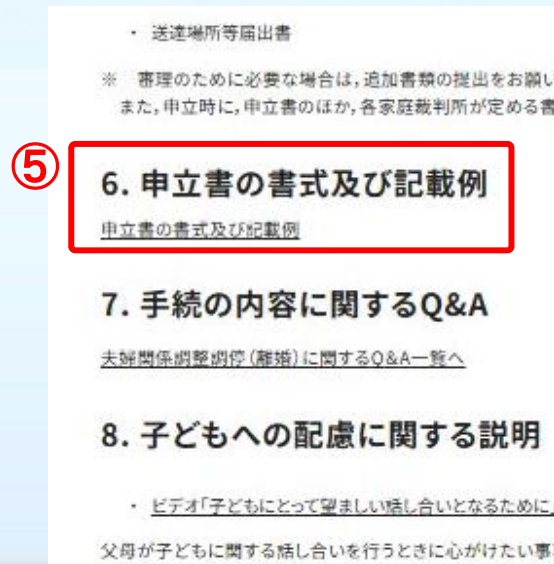 ・ 送達場所等届出書
※ 審理のために必要な場合は，追加書類の提出をお願い
また，申立時に，申立書のほか，各家庭裁判所が定める書
⑤
6. 申立書の書式及び記載例
申立書の書式及び記載例
7. 手続の内容に関するQ&A
夫婦関係調整調停（離婚）に関するQ&A一覧へ
8. 子どもへの配慮に関する説明
・ ビデオ「子どもにとって望ましい話し合いとなるために」
父母が子どもに関する話し合いを行うときに心がけたい事